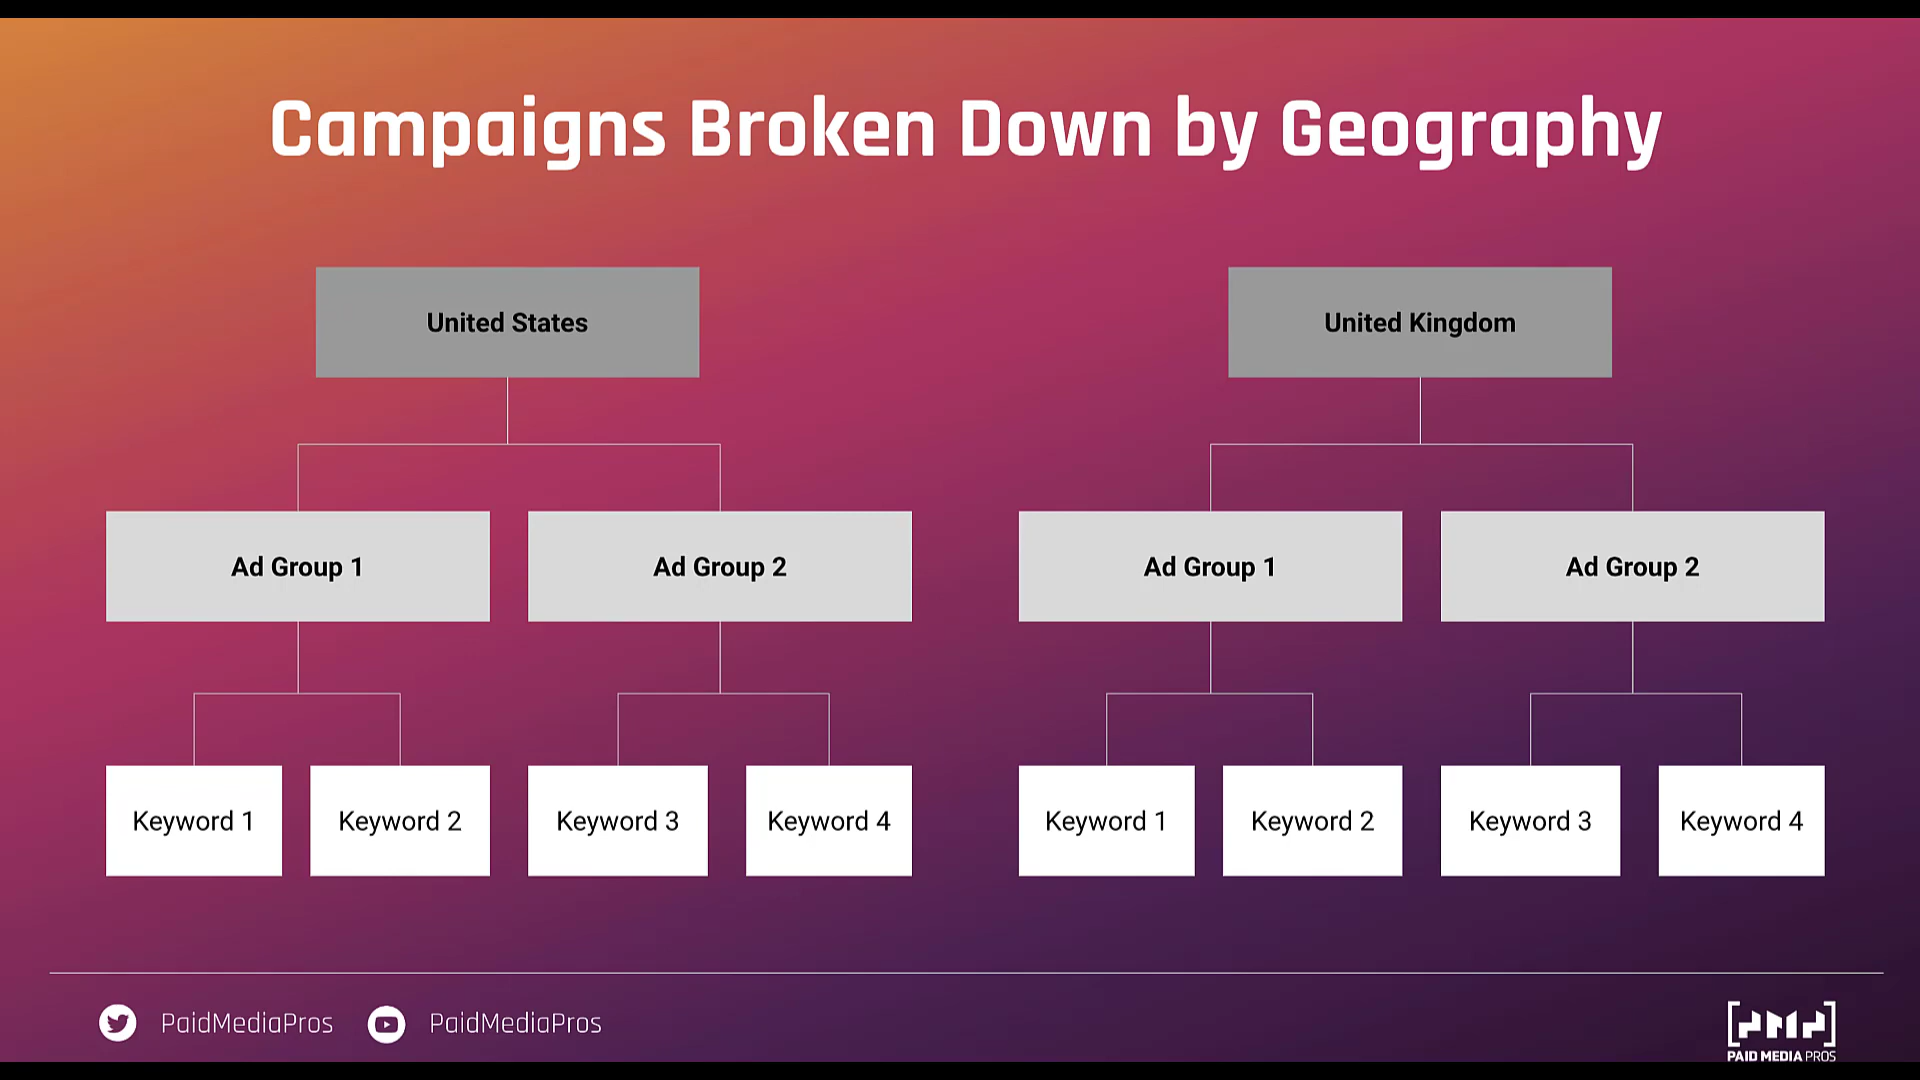 Campaigns Broken Down by Geography
United States
United Kingdom
Ad Group 1
Ad Group 2
Ad Group 1
Ad Group 2
Keyword 1
Keyword 2
Keyword 3
Keyword 4
Keyword 1
Keyword 2
Keyword 3
Keyword 4
PaidMediaPros
PaidMediaPros
PMP
PAID MEDIA PROS